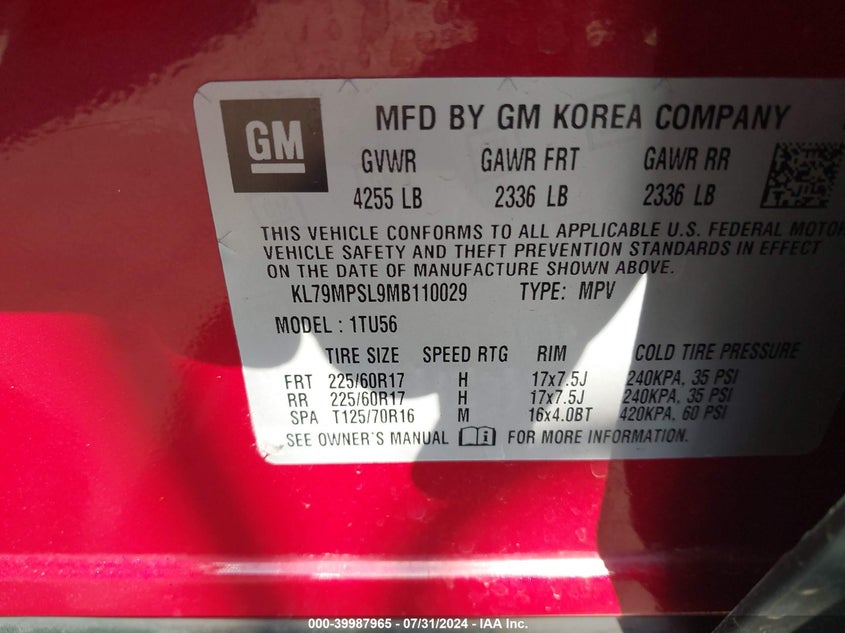 GM
MFD BY GM KOREA COMPANY
GVWR GAWR FRT GAWR RR
4255 LB 2336 LB 2336 LB
THIS VEHICLE CONFORMS TO ALL APPLICABLE U.S. FEDERAL MOTOR
VEHICLE SAFETY AND THEFT PREVENTION STANDARDS IN EFFECT
ON THE DATE OF MANUFACTURE SHOWN ABOVE.
KL79MPSL9MB110029 TYPE: MPV
MODEL : 1TU56
TIRE SIZE SPEED RTG RIM COLD TIRE PRESSURE
FRT 225/60R17 H 17x7.5J 240KPA, 35 PSI
RR 225/60R17 H 17x7.5J 240KPA, 35 PSI
SPA T125/70R16 M 16x4.0BT 420KPA, 60 PSI
SEE OWNER'S MANUAL FOR MORE INFORMATION.
000-39987965 - 07/31/2024 - IAA Inc.